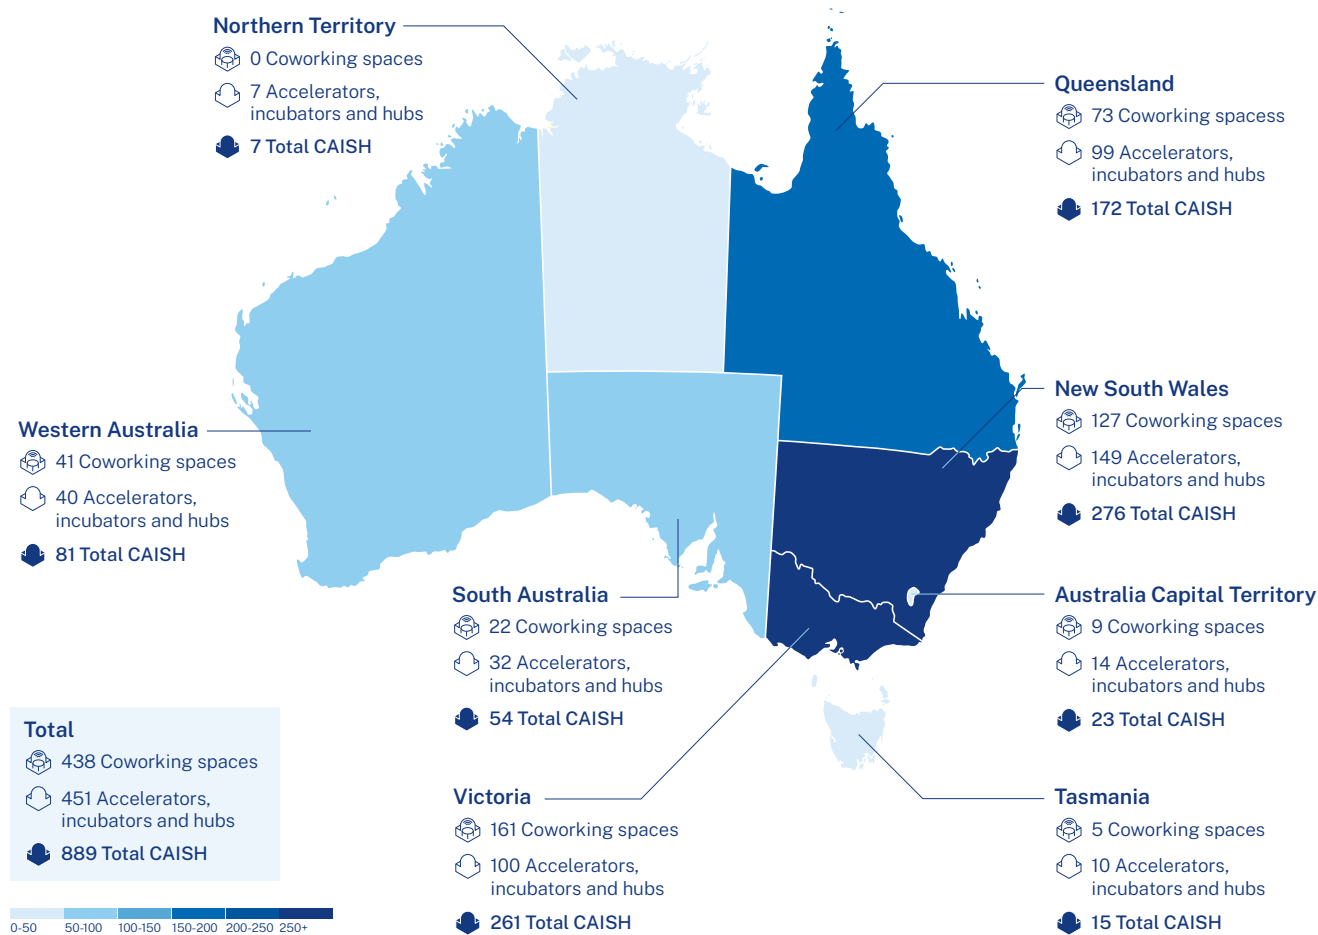 Northern Territory
0 Coworking spaces
7 Accelerators,
incubators and hubs
7 Total CAISH
Queensland
73 Coworking spacess
99 Accelerators,
incubators and hubs
172 Total CAISH
New South Wales
127 Coworking spaces
149 Accelerators,
incubators and hubs
276 Total CAISH
Western Australia
41 Coworking spaces
40 Accelerators,
incubators and hubs
81 Total CAISH
South Australia
22 Coworking spaces
32 Accelerators,
incubators and hubs
54 Total CAISH
Australia Capital Territory
9 Coworking spaces
14 Accelerators,
incubators and hubs
23 Total CAISH
Total
438 Coworking spaces
451 Accelerators,
incubators and hubs
889 Total CAISH
Victoria
161 Coworking spaces
100 Accelerators,
incubators and hubs
261 Total CAISH
Tasmania
5 Coworking spaces
10 Accelerators,
incubators and hubs
15 Total CAISH
0-50 50-100 100-150 150-200 200-250 250+